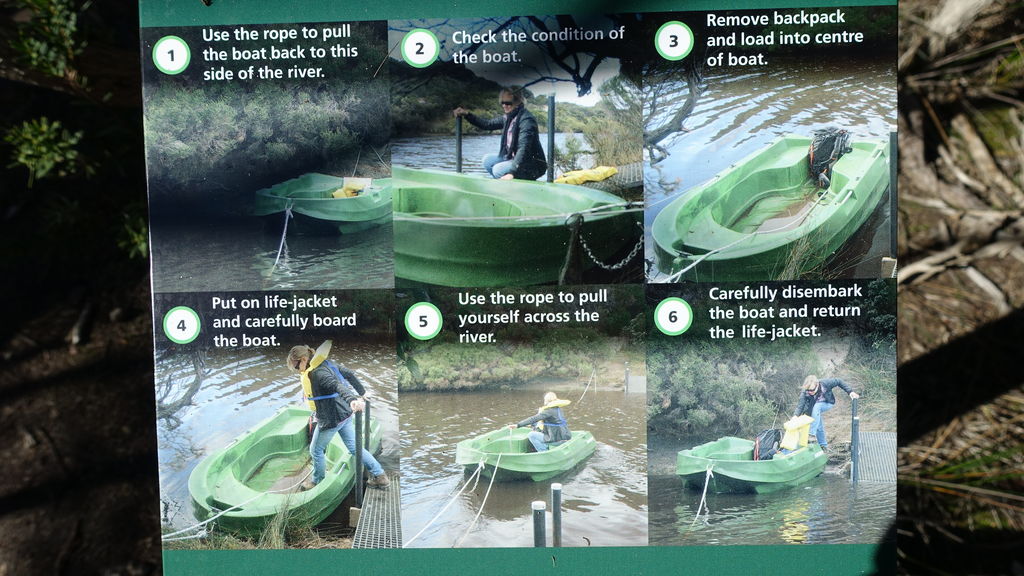 1
Use the rope to pull
the boat back to this
side of the river.
2
Check the condition of
the boat.
3
Remove backpack
and load into centre
of boat.
4
Put on life-jacket
and carefully board
the boat.
5
Use the rope to pull
yourself across the
river.
6
Carefully disembark
the boat and return
the life-jacket.